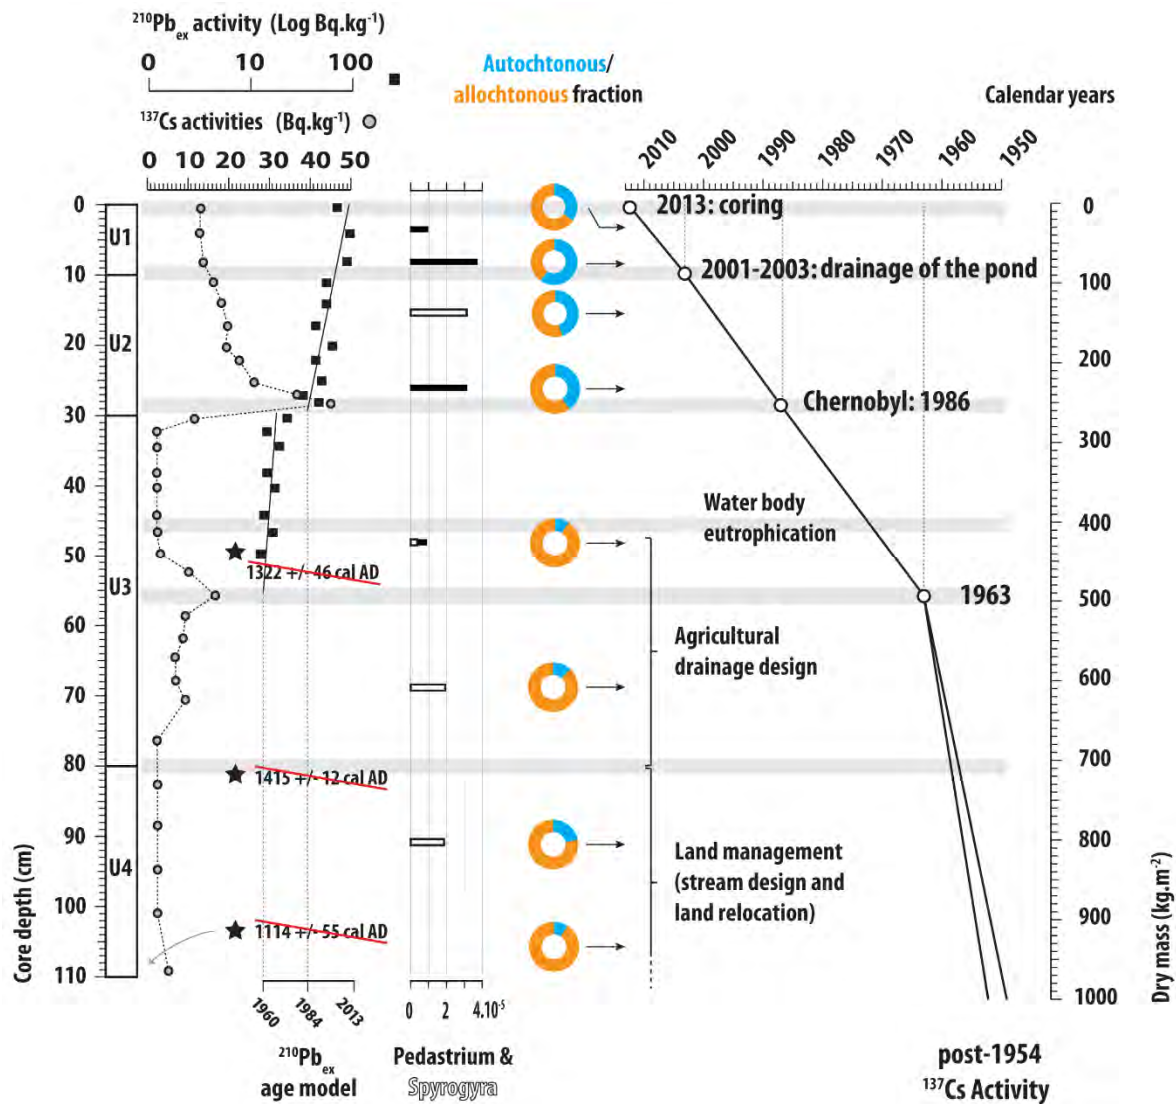 210Pbex activity (Log Bq.kg-1)
0 10 100
137Cs activities (Bq.kg-1)
0 10 20 30 40 50
Autochtonous/
allochtonous fraction
Calendar years
2010 2000 1990 1980 1970 1960 1950
0
10
20
30
40
50
60
70
80
90
100
110
Core depth (cm)
U1
U2
U3
U4
1322 +/- 46 cal AD
1415 +/- 12 cal AD
1114 +/- 55 cal AD
1960 1984 2013
210Pbex
age model
0 2 4.10-5
Pedastrium &
Spyrogyra
2013: coring
2001-2003: drainage of the pond
Chernobyl: 1986
Water body
eutrophication
1963
Agricultural
drainage design
Land management
(stream design and
land relocation)
0
100
200
300
400
500
600
700
800
900
1000
Dry mass (kg.m-2)
post-1954
137Cs Activity